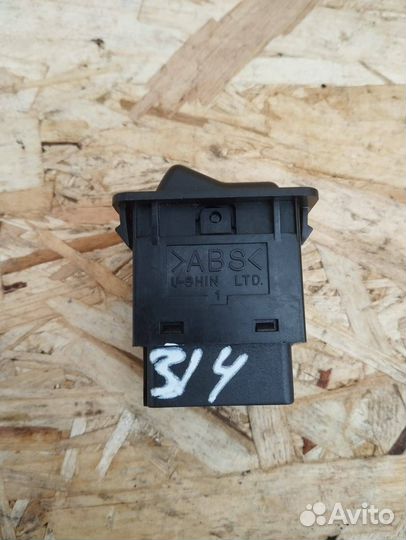 >ABS<
U-SHIN LTD.
1
314
Avito